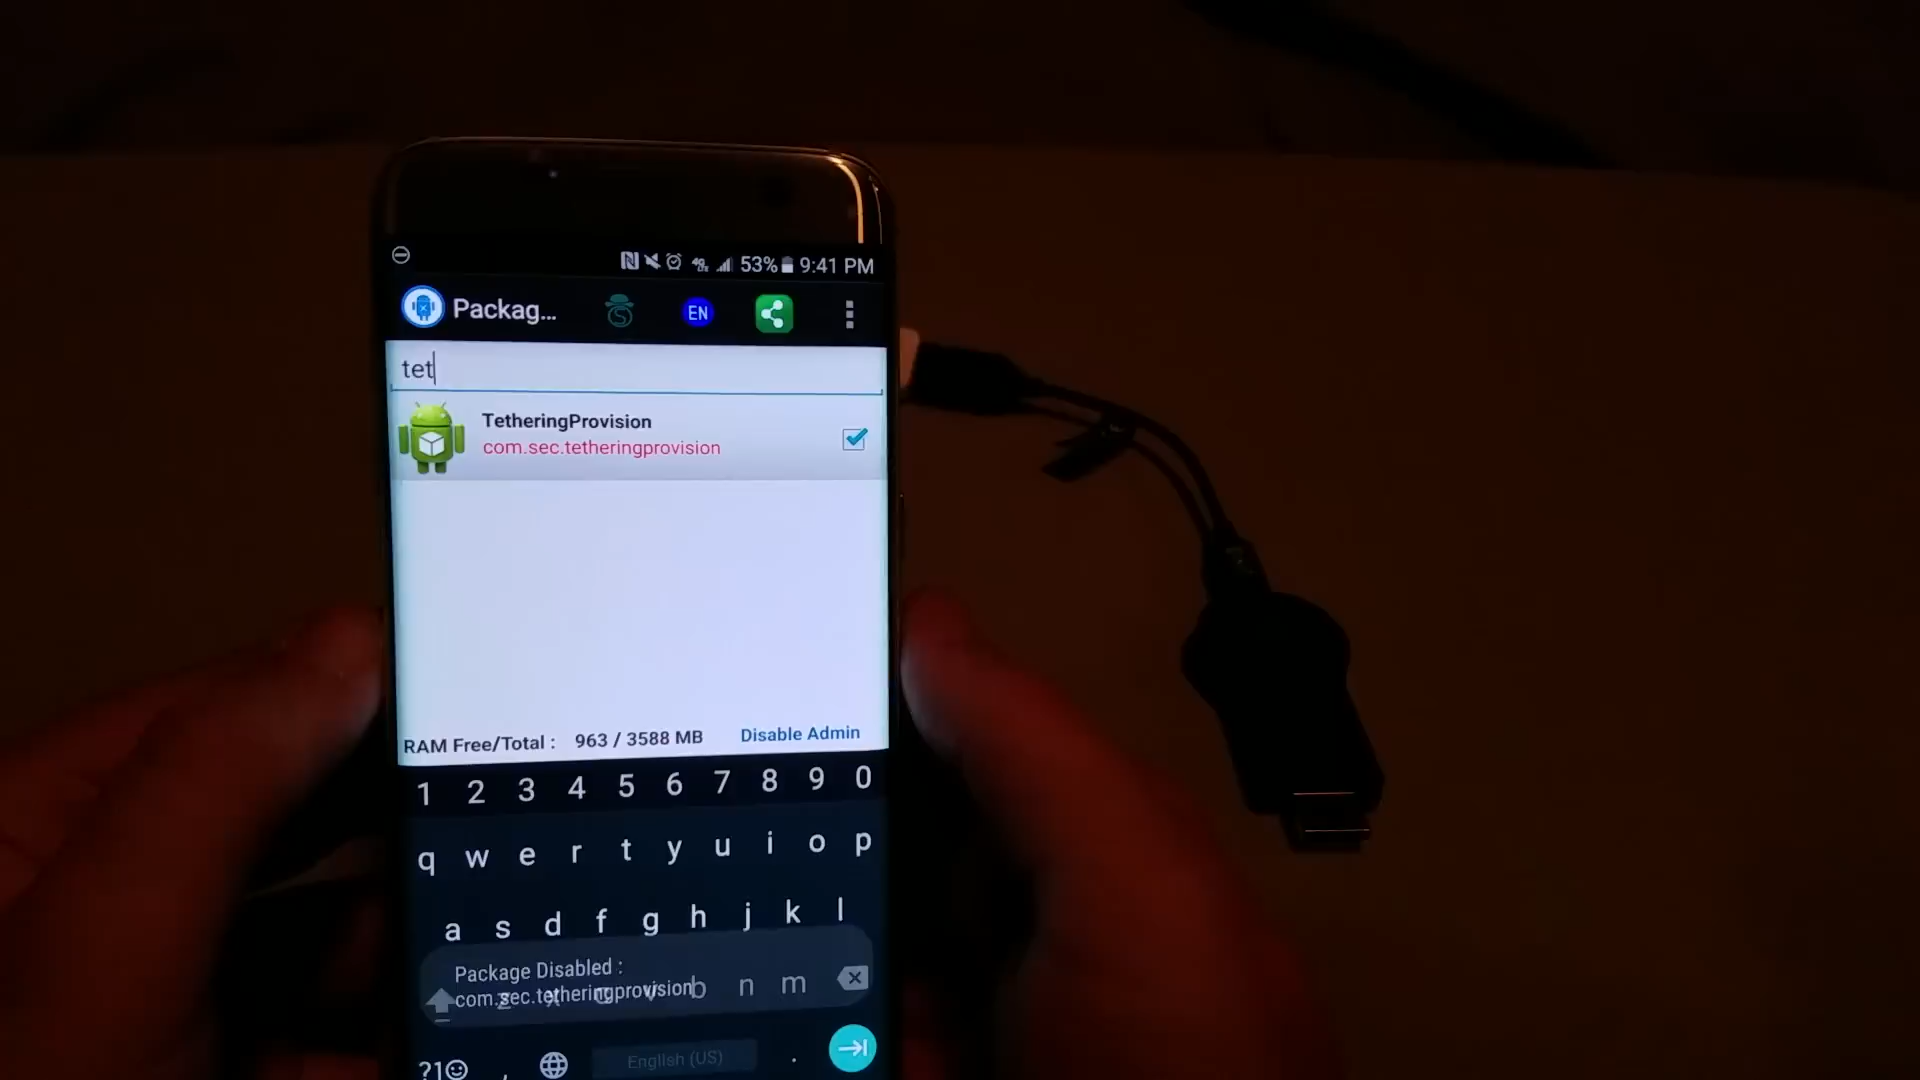 53% 9:41 PM
Packag... EN
tet
TetheringProvision
com.sec.tetheringprovision
RAM Free/Total : 963 / 3588 MB Disable Admin
1 2 3 4 5 6 7 8 9 0
q w e r t y u i o p
a s d f g h j k l
z x c v b n m
Package Disabled :
com.sec.tetheringprovision
?1 , English (US) .